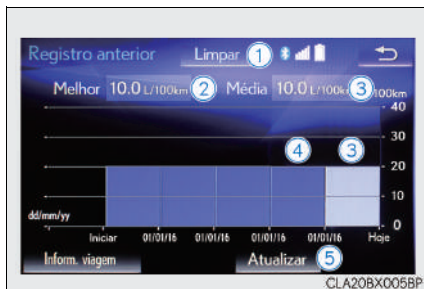 Registro anterior Limpar 1
Melhor 10.0 L/100km 2 Média 10.0 L/100km 3 100km
40
30
4 3
20
10
dd/mm/yy 0
Iniciar 01/01/16 01/01/16 01/01/16 01/01/16 Hoje
Inform. viagem Atualizar 5
CLA20BX005BP